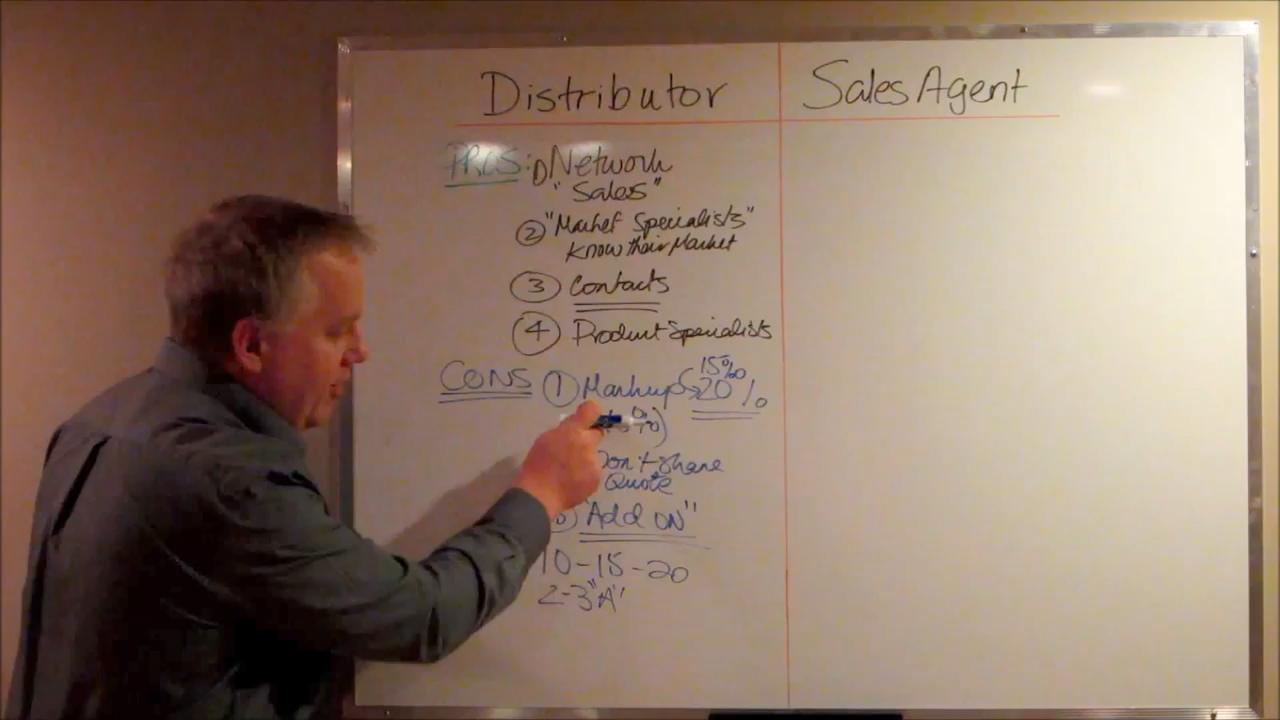 Distributor
Sales Agent
PROS: 1) Network
"Sales"
2 "Market Specialists"
Know their Market
3 Contacts
4 Product Specialists
CONS 1 Markups 15%
20%
Don't share
Quote
"Add on"
10-15-20
2-3 "A"